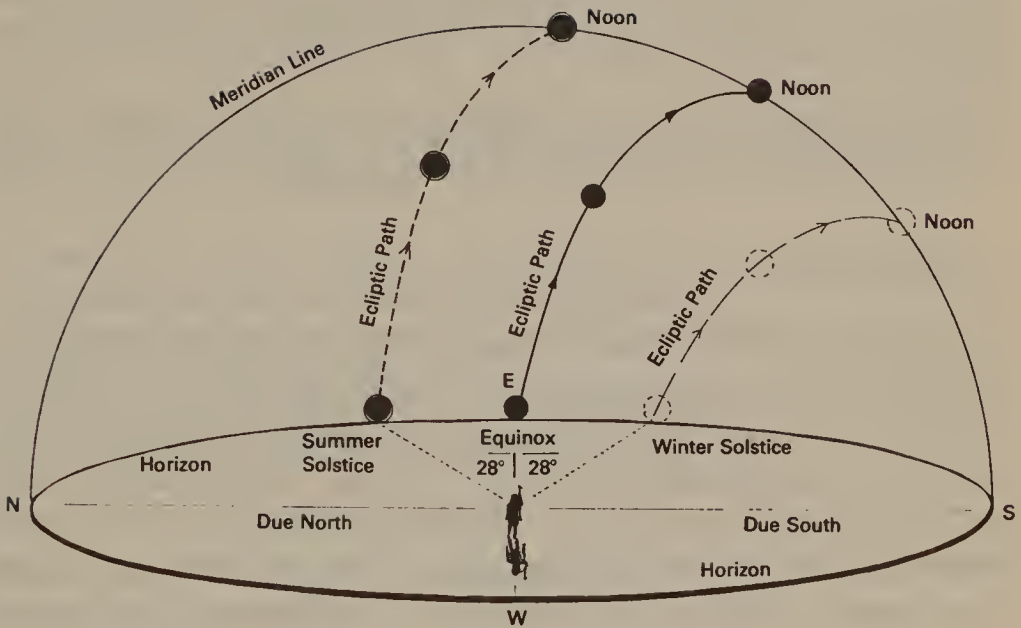 Noon
Meridian Line
Noon
Noon
Ecliptic Path
Ecliptic Path
Ecliptic Path
E
Summer
Solstice
Equinox
28° 28°
Winter Solstice
Horizon
N
Due North
Due South
S
Horizon
W